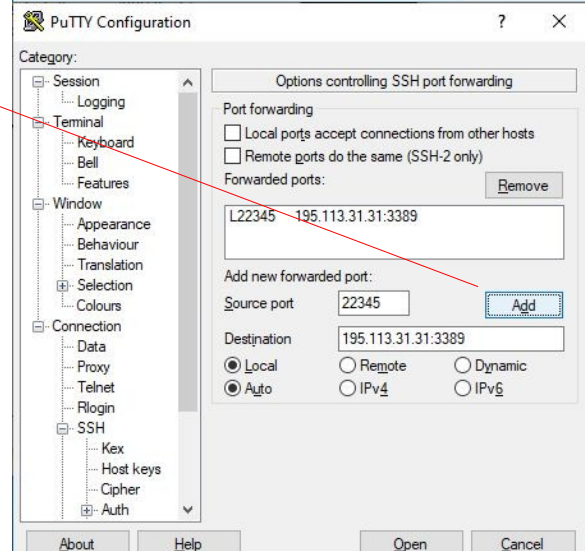 PuTTY Configuration ? ×
Category:
Session
Logging
Terminal
Keyboard
Bell
Features
Window
Appearance
Behaviour
Translation
Selection
Colours
Connection
Data
Proxy
Telnet
Rlogin
SSH
Kex
Host keys
Cipher
Auth
Options controlling SSH port forwarding
Port forwarding
Local ports accept connections from other hosts
Remote ports do the same (SSH-2 only)
Forwarded ports:
Remove
L22345 195.113.31.31:3389
Add new forwarded port:
Source port 22345 Add
Destination 195.113.31.31:3389
Local Remote Dynamic
Auto IPv4 IPv6
About Help Open Cancel